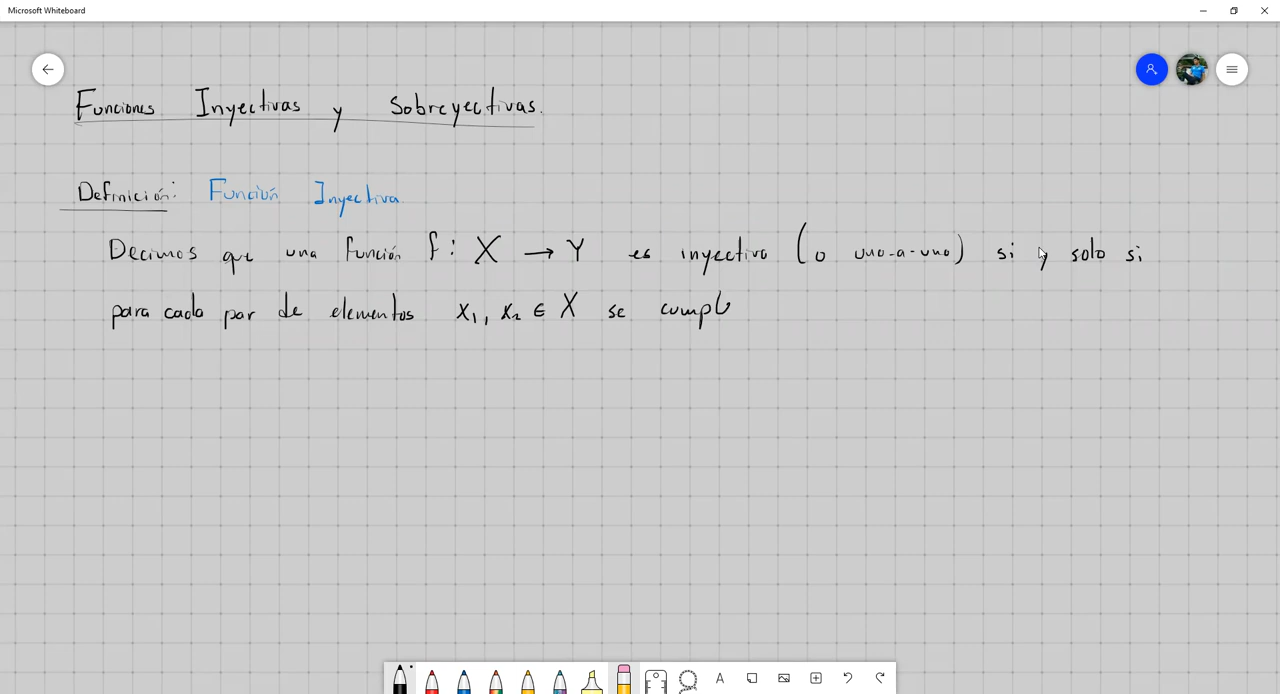 Microsoft Whiteboard
Funciones Inyectivas y Sobreyectivas.
Definición: Función Inyectiva
Decimos que una función f: X → Y es inyectiva (o uno-a-uno) si y solo si
para cada par de elementos x₁, x₂ ∈ X se cumpl